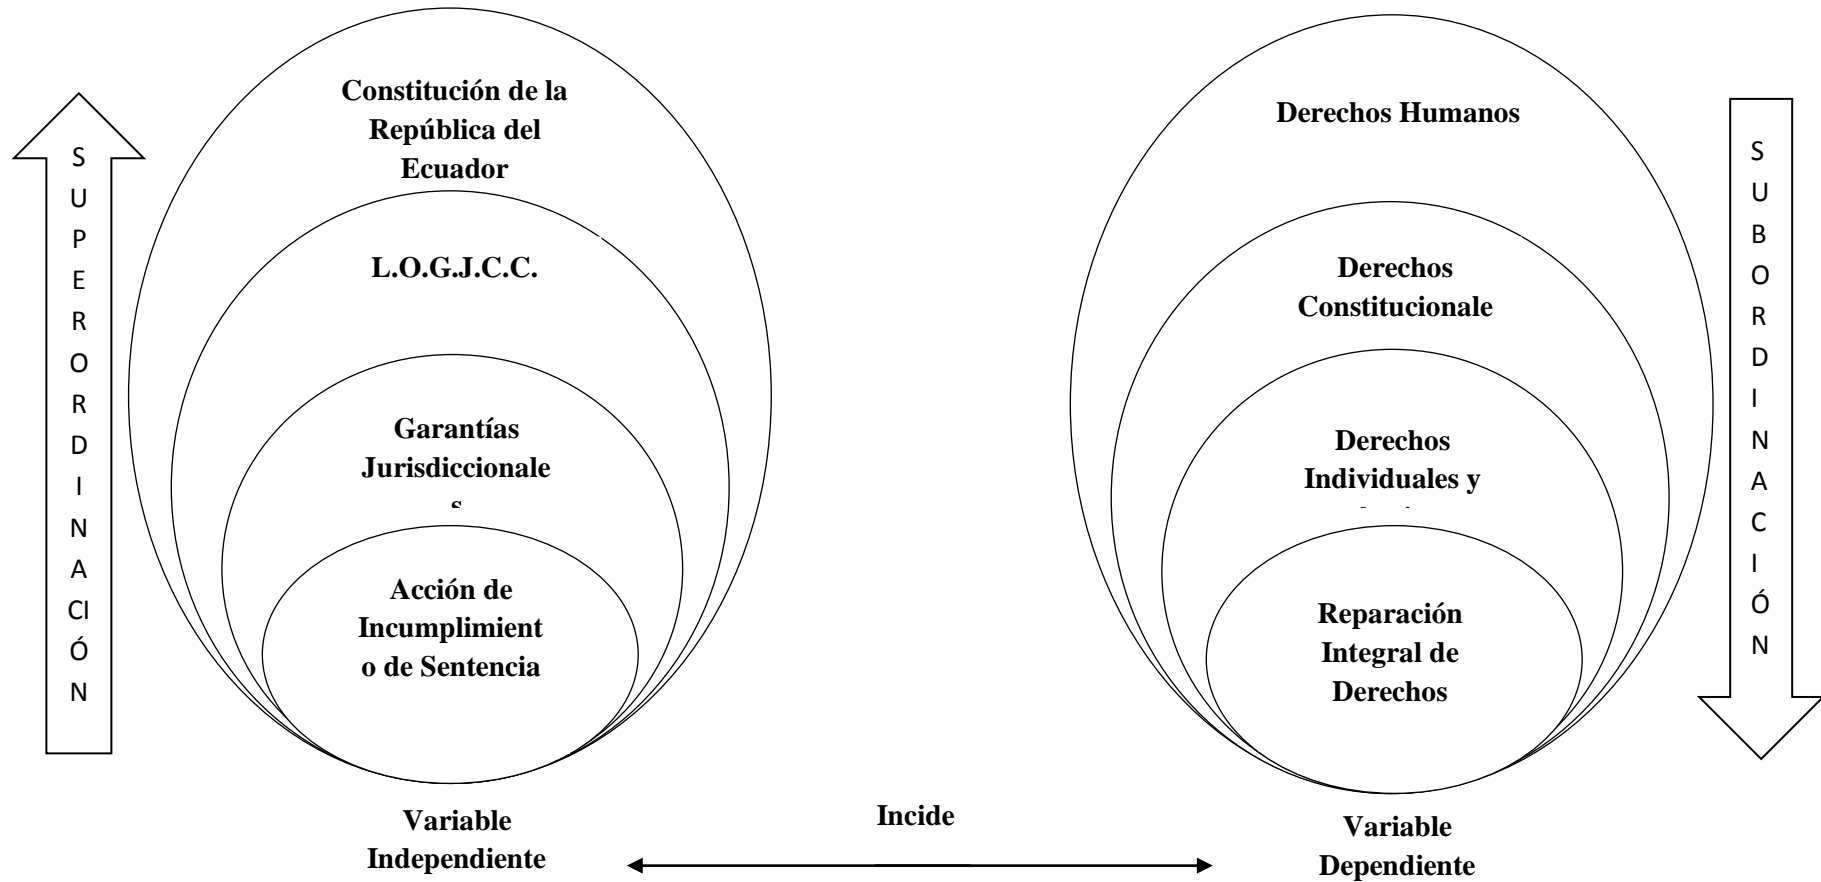 S
U
P
E
R
O
R
D
I
N
A
CI
Ó
N
Constitución de la
República del
Ecuador
L.O.G.J.C.C.
Garantías
Jurisdiccionale
s
Acción de
Incumplimient
o de Sentencia
Variable
Independiente
Incide
Derechos Humanos
Derechos
Constitucionale
Derechos
Individuales y
Reparación
Integral de
Derechos
Variable
Dependiente
S
U
B
O
R
D
I
N
A
C
I
Ó
N